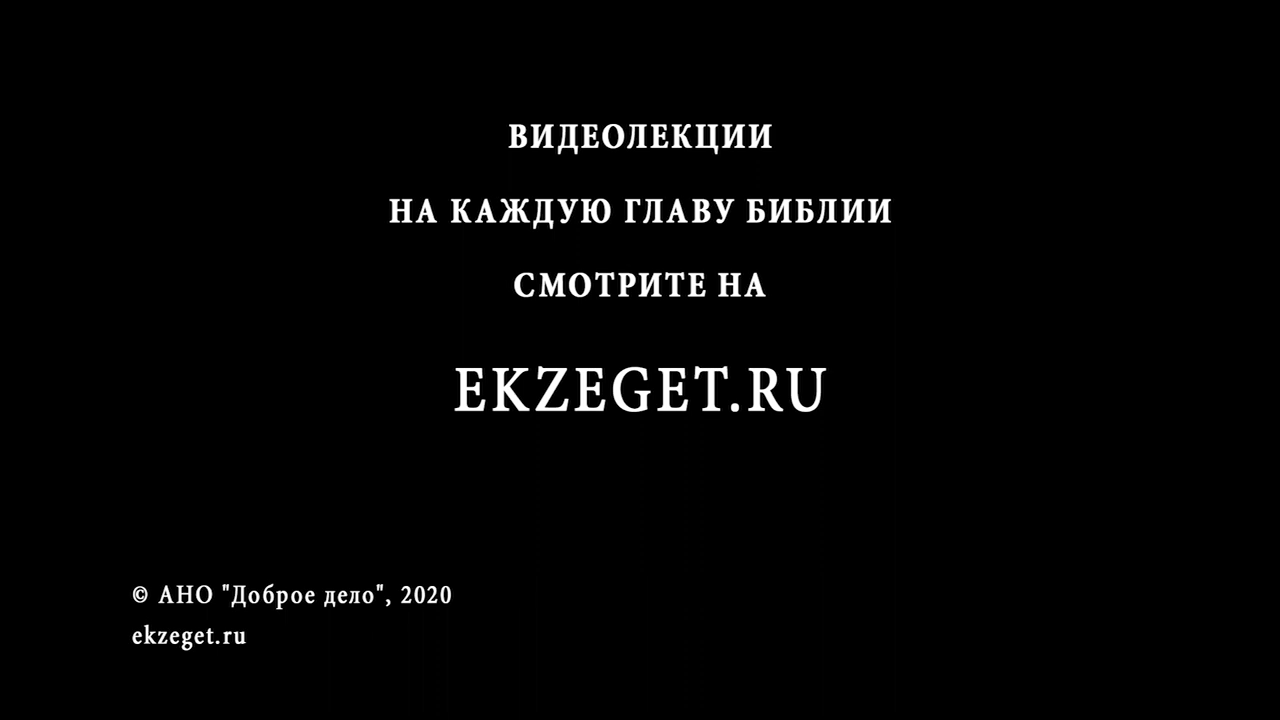 ВИДЕОЛЕКЦИИ
НА КАЖДУЮ ГЛАВУ БИБЛИИ
СМОТРИТЕ НА
EKZEGET.RU
© АНО "Доброе дело", 2020
ekzeget.ru